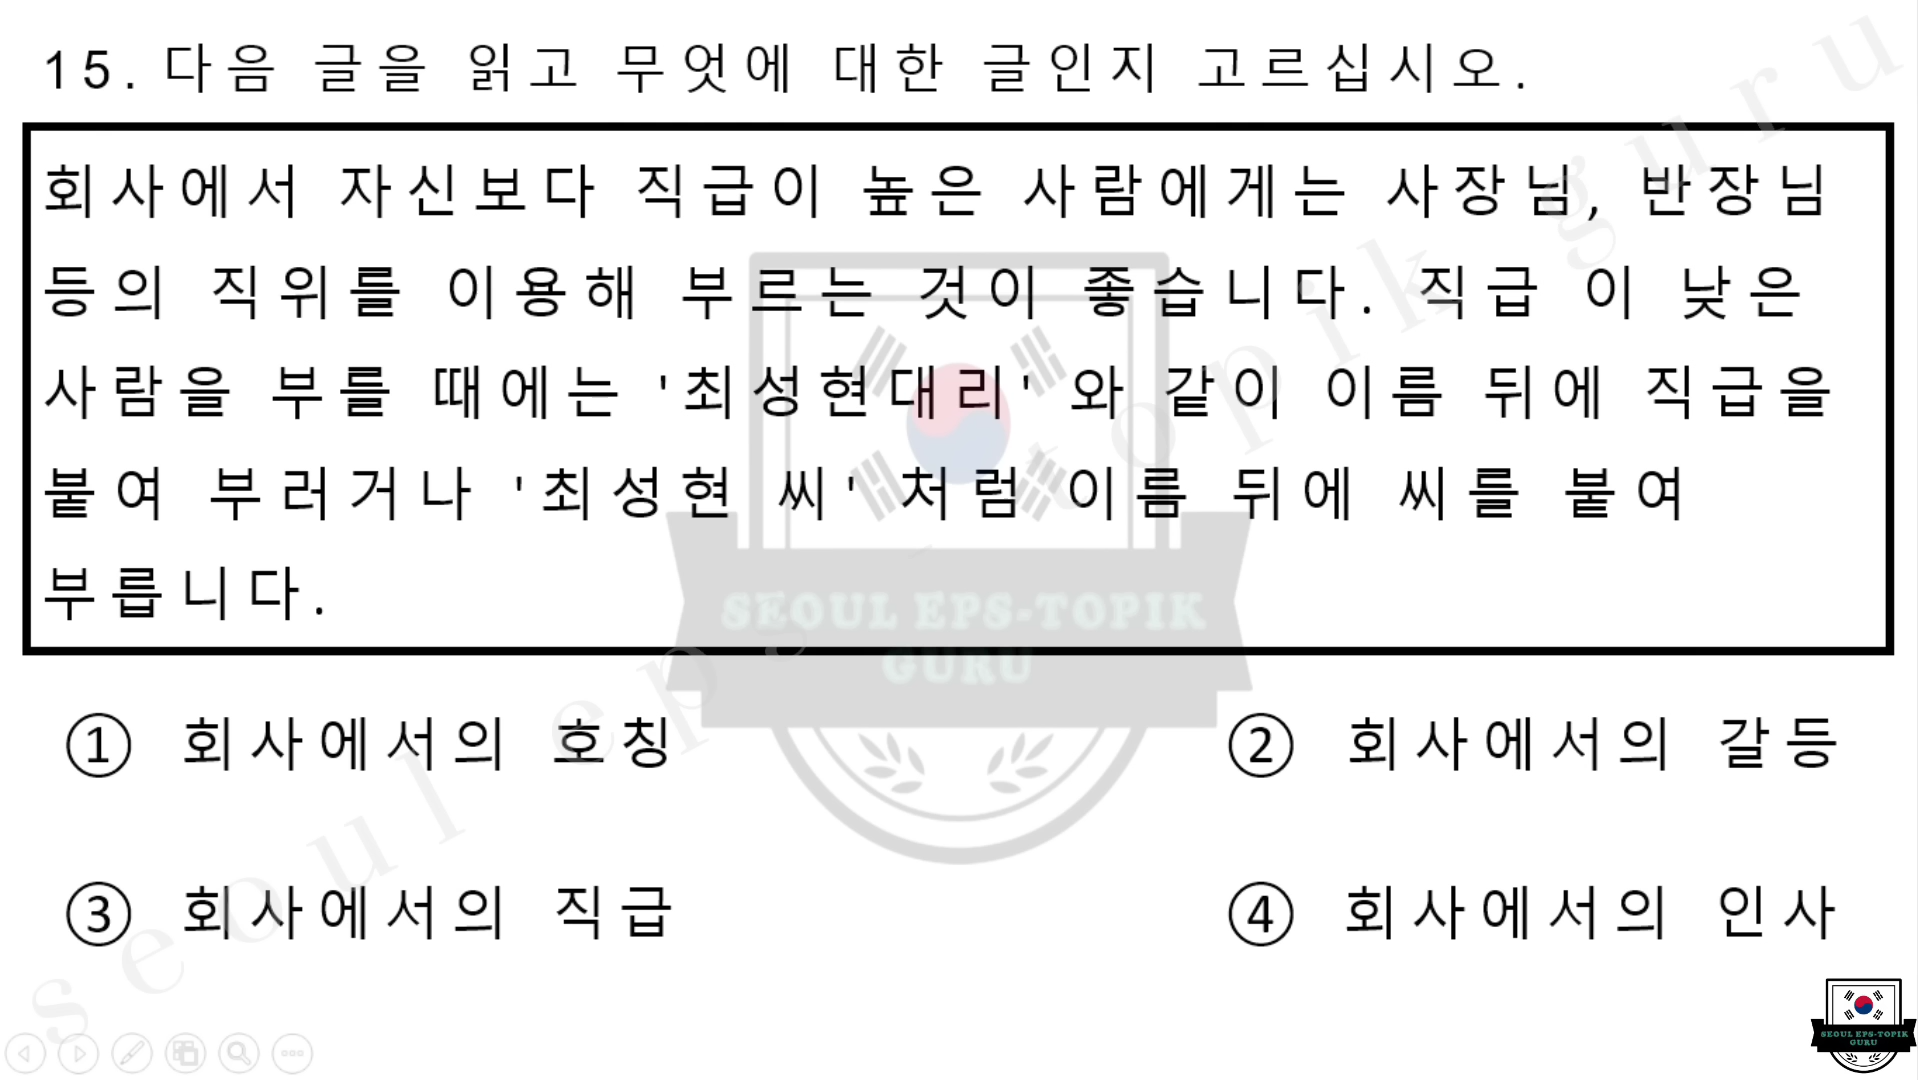 15. 다음 글을 읽고 무엇에 대한 글인지 고르십시오.
회사에서 자신보다 직급이 높은 사람에게는 사장님, 반장님
등의 직위를 이용해 부르는 것이 좋습니다. 직급 이 낮은
사람을 부를 때에는 '최성현대리' 와 같이 이름 뒤에 직급을
붙여 부러거나 '최성현 씨' 처럼 이름 뒤에 씨를 붙여
부릅니다.
① 회사에서의 호칭
② 회사에서의 갈등
③ 회사에서의 직급
④ 회사에서의 인사
SEOUL EPS-TOPIK
GURU
seoul eps topik guru
SEOUL EPS-TOPIK
GURU